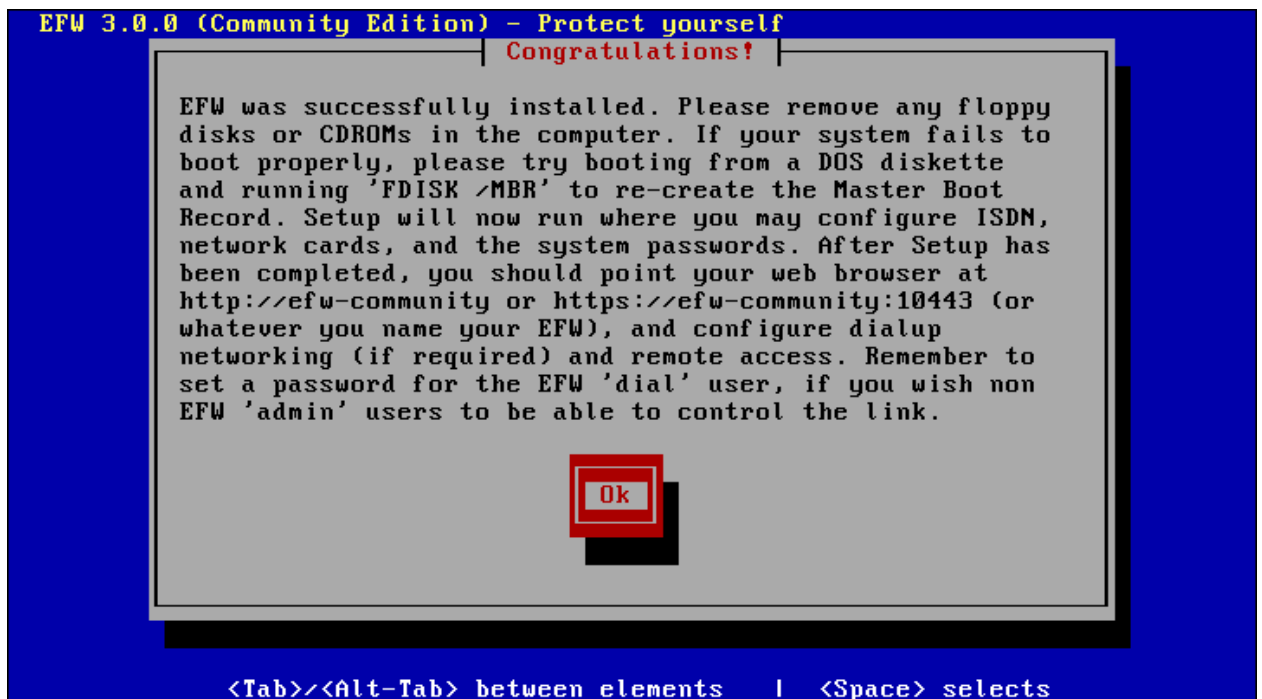 EFW 3.0.0 (Community Edition) - Protect yourself
Congratulations!
EFW was successfully installed. Please remove any floppy
disks or CDROMs in the computer. If your system fails to
boot properly, please try booting from a DOS diskette
and running 'FDISK /MBR' to re-create the Master Boot
Record. Setup will now run where you may configure ISDN,
network cards, and the system passwords. After Setup has
been completed, you should point your web browser at
http://efw-community or https://efw-community:10443 (or
whatever you name your EFW), and configure dialup
networking (if required) and remote access. Remember to
set a password for the EFW 'dial' user, if you wish non
EFW 'admin' users to be able to control the link.
Ok
<Tab>/<Alt-Tab> between elements | <Space> selects